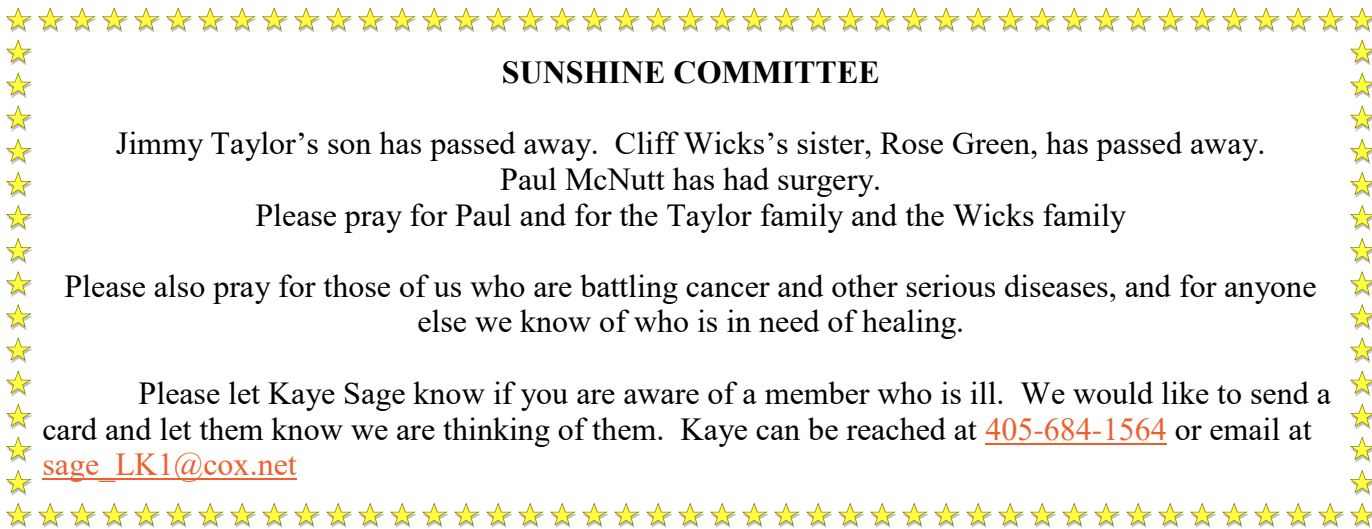 SUNSHINE COMMITTEE
Jimmy Taylor’s son has passed away.  Cliff Wicks’s sister, Rose Green, has passed away.
Paul McNutt has had surgery.
Please pray for Paul and for the Taylor family and the Wicks family
Please also pray for those of us who are battling cancer and other serious diseases, and for anyone
else we know of who is in need of healing.
Please let Kaye Sage know if you are aware of a member who is ill.  We would like to send a
card and let them know we are thinking of them.  Kaye can be reached at 405-684-1564 or email at
sage_LK1@cox.net